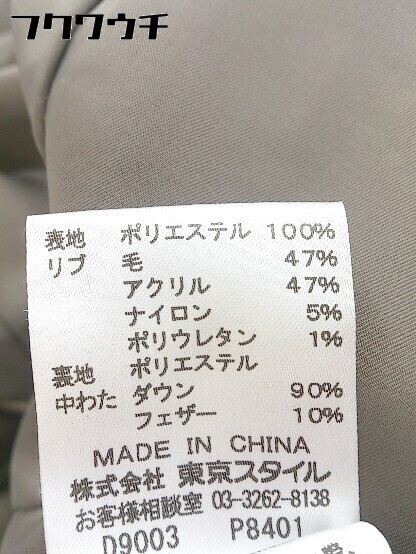 フクワウチ
表地 ポリエステル 100%
リブ 毛 47%
アクリル 47%
ナイロン 5%
ポリウレタン 1%
裏地 ポリエステル
中わた ダウン 90%
フェザー 10%
MADE IN CHINA
株式会社 東京スタイル
お客様相談室 03-3262-8138
D9003 P8401